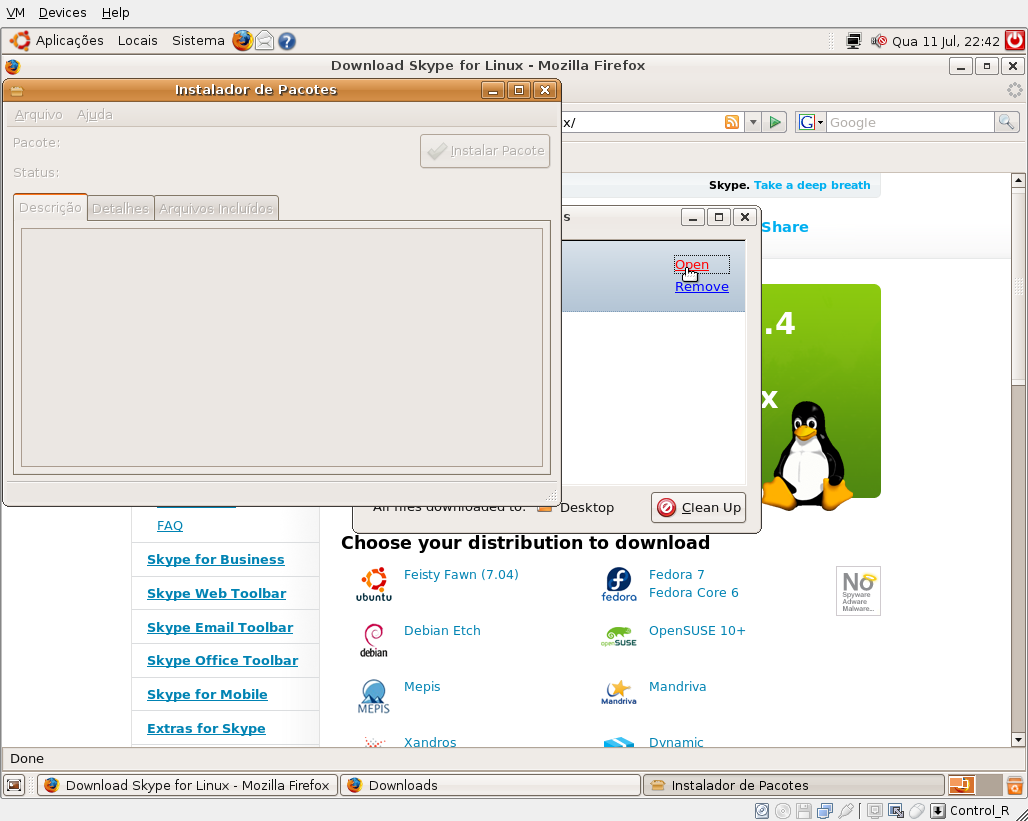 VM Devices Help
Aplicações Locais Sistema Qua 11 Jul, 22:42
Download Skype for Linux - Mozilla Firefox
Instalador de Pacotes
Arquivo Ajuda
x/
G Google
Pacote:
Instalar Pacote
Status:
Skype. Take a deep breath
Descrição Detalhes Arquivos Incluídos
s
Share
Open
Remove
.4
x
All files downloaded to: Desktop
Clean Up
FAQ
Skype for Business
Skype Web Toolbar
Skype Email Toolbar
Skype Office Toolbar
Skype for Mobile
Extras for Skype
Choose your distribution to download
ubuntu
Feisty Fawn (7.04)
fedora
Fedora 7
Fedora Core 6
No
Spyware
Adware
Malware...
debian
Debian Etch
openSUSE
OpenSUSE 10+
MEPIS
Mepis
Mandriva
Mandriva
Xandros
Dynamic
Done
Download Skype for Linux - Mozilla Firefox
Downloads
Instalador de Pacotes
Control_R